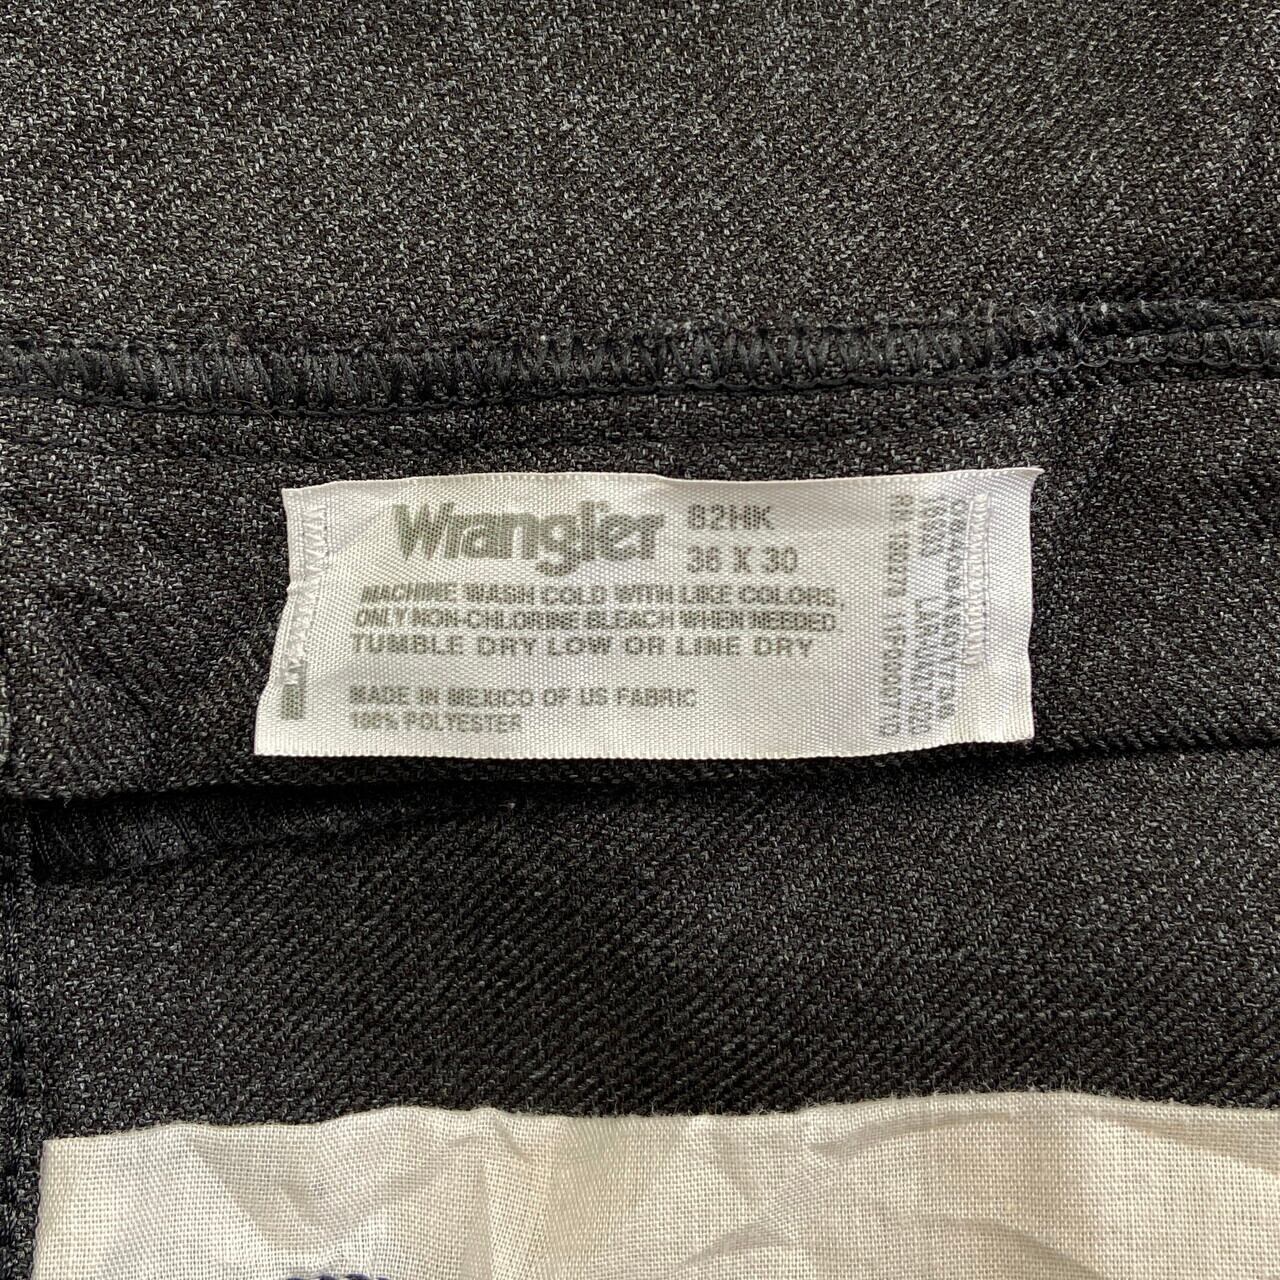 Wrangler 82HK
36 X 30
MACHINE WASH COLD WITH LIKE COLORS,
ONLY NON-CHLORINE BLEACH WHEN NEEDED
TUMBLE DRY LOW OR LINE DRY
MADE IN MEXICO OF US FABRIC
100% POLYESTER